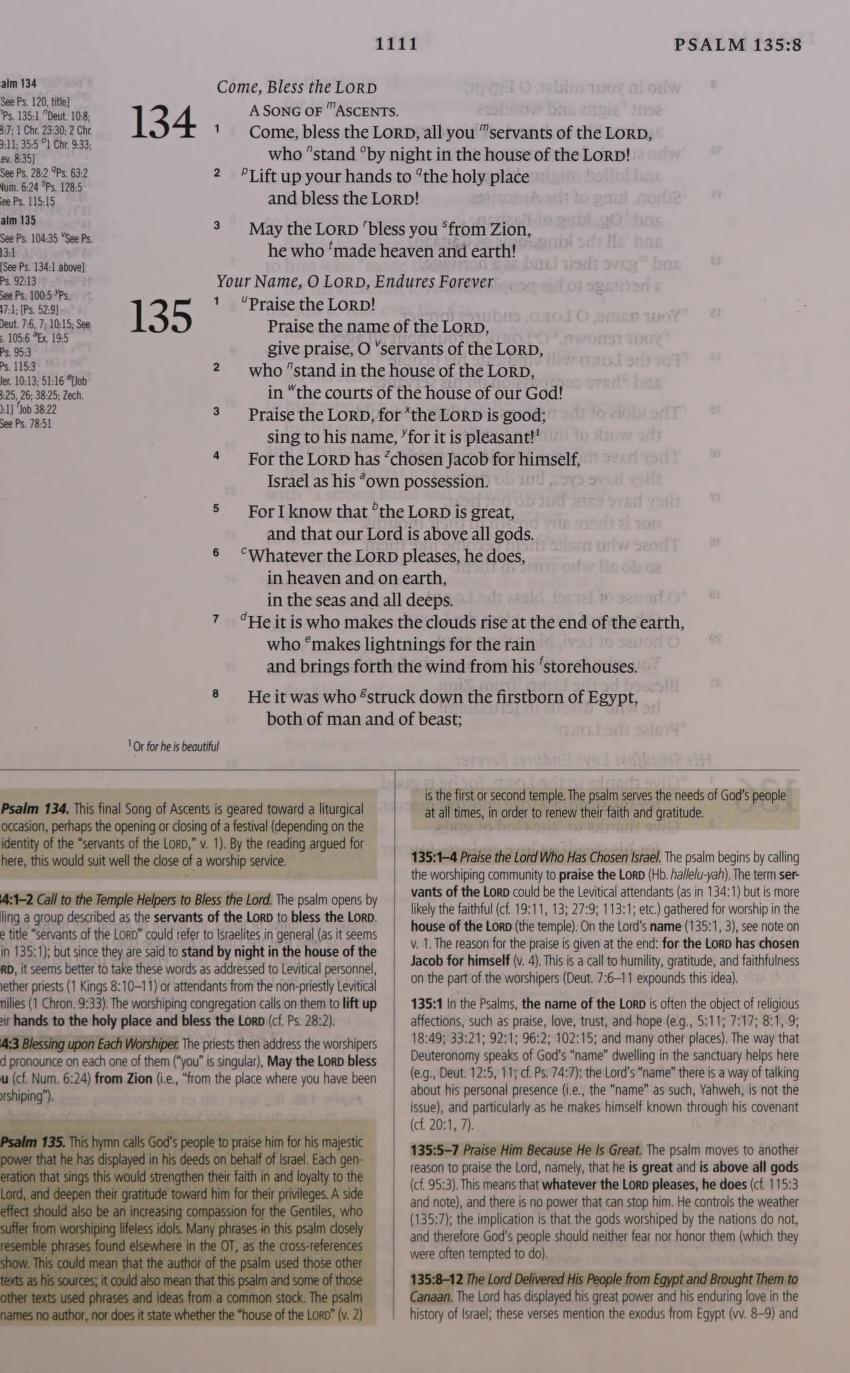 1111
PSALM 135:8
alm 134
See Ps. 120, title]
Ps. 135:1 nDeut. 10:8;
8:7; 1 Chr. 23:30; 2 Chr.
9:11; 35:5 o1 Chr. 9:33;
ev. 8:35]
See Ps. 28:2 qPs. 63:2
Num. 6:24 sPs. 128:5
ee Ps. 115:15
alm 135
See Ps. 104:35 vSee Ps.
13:1
[See Ps. 134:1 above]
Ps. 92:13
See Ps. 100:5 xPs.
47:1; [Ps. 52:9]
Deut. 7:6, 7; 10:15; See
s. 105:6 aEx. 19:5
Ps. 95:3
Ps. 115:3
Jer. 10:13; 51:16 e[Job
8:25, 26; 38:25; Zech.
0:1] fJob 38:22
See Ps. 78:51
Come, Bless the LORD
A SONG OF mASCENTS.
134
1 Come, bless the LORD, all you mservants of the LORD,
who nstand oby night in the house of the LORD!
2 pLift up your hands to qthe holy place
and bless the LORD!
3 May the LORD rbless you sfrom Zion,
he who tmade heaven and earth!
Your Name, O LORD, Endures Forever
135
1 uPraise the LORD!
Praise the name of the LORD,
give praise, O vservants of the LORD,
2 who nstand in the house of the LORD,
in wthe courts of the house of our God!
3 Praise the LORD, for xthe LORD is good;
sing to his name, yfor it is pleasant!1
4 For the LORD has zchosen Jacob for himself,
Israel as his aown possession.
5 For I know that bthe LORD is great,
and that our Lord is above all gods.
6 cWhatever the LORD pleases, he does,
in heaven and on earth,
in the seas and all deeps.
7 dHe it is who makes the clouds rise at the end of the earth,
who emakes lightnings for the rain
and brings forth the wind from his fstorehouses.
8 He it was who gstruck down the firstborn of Egypt,
both of man and of beast;
1 Or for he is beautiful
Psalm 134. This final Song of Ascents is geared toward a liturgical
occasion, perhaps the opening or closing of a festival (depending on the
identity of the "servants of the LORD," v. 1). By the reading argued for
here, this would suit well the close of a worship service.
4:1–2 Call to the Temple Helpers to Bless the Lord. The psalm opens by
ling a group described as the servants of the LORD to bless the LORD.
e title "servants of the LORD" could refer to Israelites in general (as it seems
in 135:1); but since they are said to stand by night in the house of the
RD, it seems better to take these words as addressed to Levitical personnel,
hether priests (1 Kings 8:10–11) or attendants from the non-priestly Levitical
milies (1 Chron. 9:33). The worshiping congregation calls on them to lift up
eir hands to the holy place and bless the LORD (cf. Ps. 28:2).
4:3 Blessing upon Each Worshiper. The priests then address the worshipers
d pronounce on each one of them ("you" is singular), May the LORD bless
u (cf. Num. 6:24) from Zion (i.e., "from the place where you have been
orshiping").
Psalm 135. This hymn calls God's people to praise him for his majestic
power that he has displayed in his deeds on behalf of Israel. Each gen-
eration that sings this would strengthen their faith in and loyalty to the
Lord, and deepen their gratitude toward him for their privileges. A side
effect should also be an increasing compassion for the Gentiles, who
suffer from worshiping lifeless idols. Many phrases in this psalm closely
resemble phrases found elsewhere in the OT, as the cross-references
show. This could mean that the author of the psalm used those other
texts as his sources; it could also mean that this psalm and some of those
other texts used phrases and ideas from a common stock. The psalm
names no author, nor does it state whether the "house of the LORD" (v. 2)
is the first or second temple. The psalm serves the needs of God's people
at all times, in order to renew their faith and gratitude.
135:1–4 Praise the Lord Who Has Chosen Israel. The psalm begins by calling
the worshiping community to praise the LORD (Hb. hallelu-yah). The term ser-
vants of the LORD could be the Levitical attendants (as in 134:1) but is more
likely the faithful (cf. 19:11, 13; 27:9; 113:1; etc.) gathered for worship in the
house of the LORD (the temple). On the Lord's name (135:1, 3), see note on
v. 1. The reason for the praise is given at the end: for the LORD has chosen
Jacob for himself (v. 4). This is a call to humility, gratitude, and faithfulness
on the part of the worshipers (Deut. 7:6–11 expounds this idea).
135:1 In the Psalms, the name of the LORD is often the object of religious
affections, such as praise, love, trust, and hope (e.g., 5:11; 7:17; 8:1, 9;
18:49; 33:21; 92:1; 96:2; 102:15; and many other places). The way that
Deuteronomy speaks of God's "name" dwelling in the sanctuary helps here
(e.g., Deut. 12:5, 11; cf. Ps. 74:7); the Lord's "name" there is a way of talking
about his personal presence (i.e., the "name" as such, Yahweh, is not the
issue), and particularly as he makes himself known through his covenant
(cf. 20:1, 7).
135:5–7 Praise Him Because He Is Great. The psalm moves to another
reason to praise the Lord, namely, that he is great and is above all gods
(cf. 95:3). This means that whatever the LORD pleases, he does (cf. 115:3
and note), and there is no power that can stop him. He controls the weather
(135:7); the implication is that the gods worshiped by the nations do not,
and therefore God's people should neither fear nor honor them (which they
were often tempted to do).
135:8–12 The Lord Delivered His People from Egypt and Brought Them to
Canaan. The Lord has displayed his great power and his enduring love in the
history of Israel; these verses mention the exodus from Egypt (vv. 8–9) and